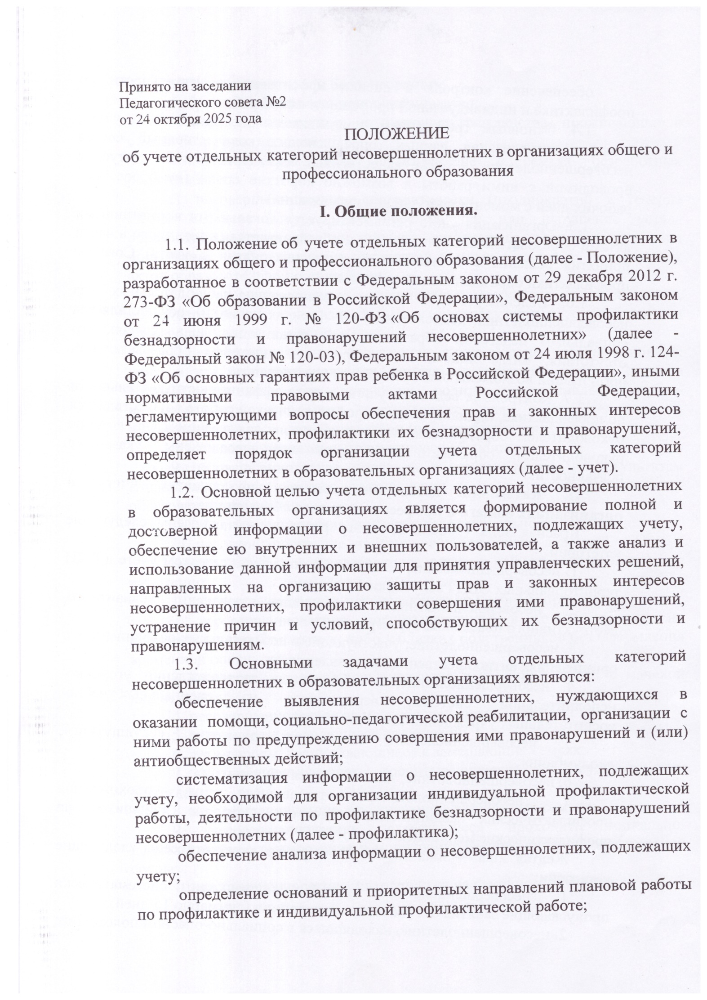 Принято на заседании
Педагогического совета №2
от 24 октября 2025 года
ПОЛОЖЕНИЕ
об учете отдельных категорий несовершеннолетних в организациях общего и
профессионального образования
I. Общие положения.
1.1. Положение об учете отдельных категорий несовершеннолетних в
организациях общего и профессионального образования (далее - Положение),
разработанное в соответствии с Федеральным законом от 29 декабря 2012 г.
273-ФЗ «Об образовании в Российской Федерации», Федеральным законом
от 24 июня 1999 г. № 120-ФЗ «Об основах системы профилактики
безнадзорности и правонарушений несовершеннолетних» (далее -
Федеральный закон № 120-03), Федеральным законом от 24 июля 1998 г. 124-
ФЗ «Об основных гарантиях прав ребенка в Российской Федерации», иными
нормативными правовыми актами Российской Федерации,
регламентирующими вопросы обеспечения прав и законных интересов
несовершеннолетних, профилактики их безнадзорности и правонарушений,
определяет порядок организации учета отдельных категорий
несовершеннолетних в образовательных организациях (далее - учет).
1.2. Основной целью учета отдельных категорий несовершеннолетних
в образовательных организациях является формирование полной и
достоверной информации о несовершеннолетних, подлежащих учету,
обеспечение ею внутренних и внешних пользователей, а также анализ и
использование данной информации для принятия управленческих решений,
направленных на организацию защиты прав и законных интересов
несовершеннолетних, профилактики совершения ими правонарушений,
устранение причин и условий, способствующих их безнадзорности и
правонарушениям.
1.3. Основными задачами учета отдельных категорий
несовершеннолетних в образовательных организациях являются:
обеспечение выявления несовершеннолетних, нуждающихся в
оказании помощи, социально-педагогической реабилитации, организации с
ними работы по предупреждению совершения ими правонарушений и (или)
антиобщественных действий;
систематизация информации о несовершеннолетних, подлежащих
учету, необходимой для организации индивидуальной профилактической
работы, деятельности по профилактике безнадзорности и правонарушений
несовершеннолетних (далее - профилактика);
обеспечение анализа информации о несовершеннолетних, подлежащих
учету;
определение оснований и приоритетных направлений плановой работы
по профилактике и индивидуальной профилактической работе;